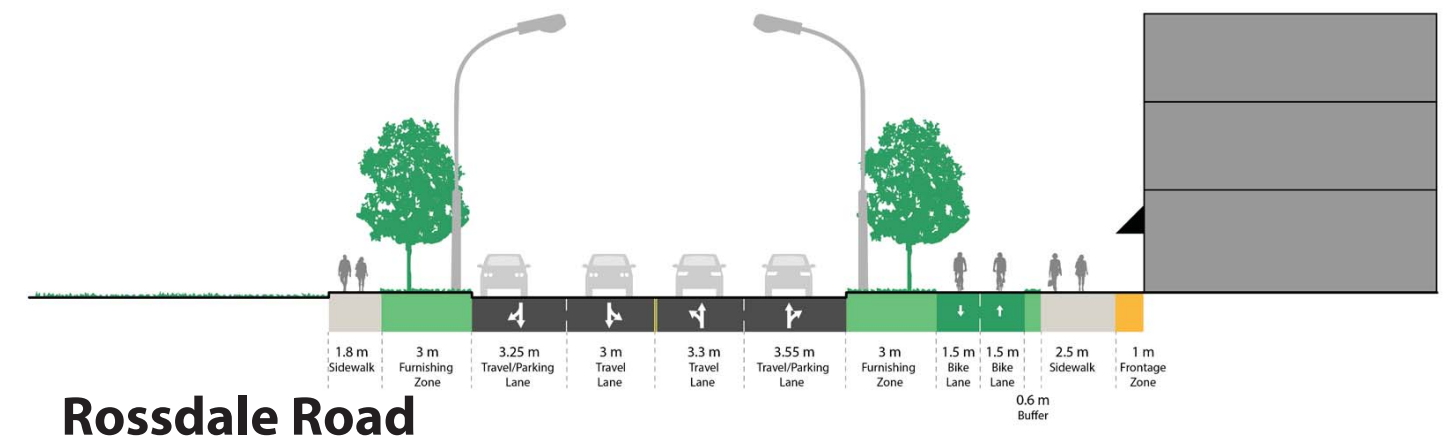 1.8 m
Sidewalk
3 m
Furnishing
Zone
3.25 m
Travel/Parking
Lane
3 m
Travel
Lane
3.3 m
Travel
Lane
3.55 m
Travel/Parking
Lane
3 m
Furnishing
Zone
1.5 m
Bike
Lane
1.5 m
Bike
Lane
0.6 m
Buffer
2.5 m
Sidewalk
1 m
Frontage
Zone
Rossdale Road